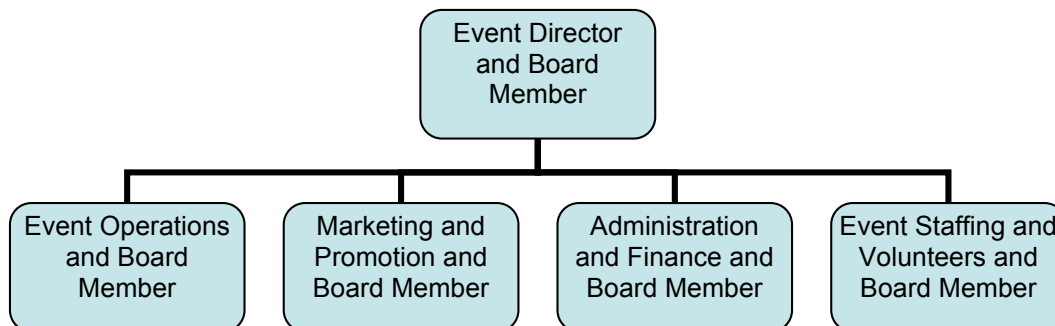 Event Director
and Board
Member
Event Operations
and Board
Member
Marketing and
Promotion and
Board Member
Administration
and Finance and
Board Member
Event Staffing and
Volunteers and
Board Member